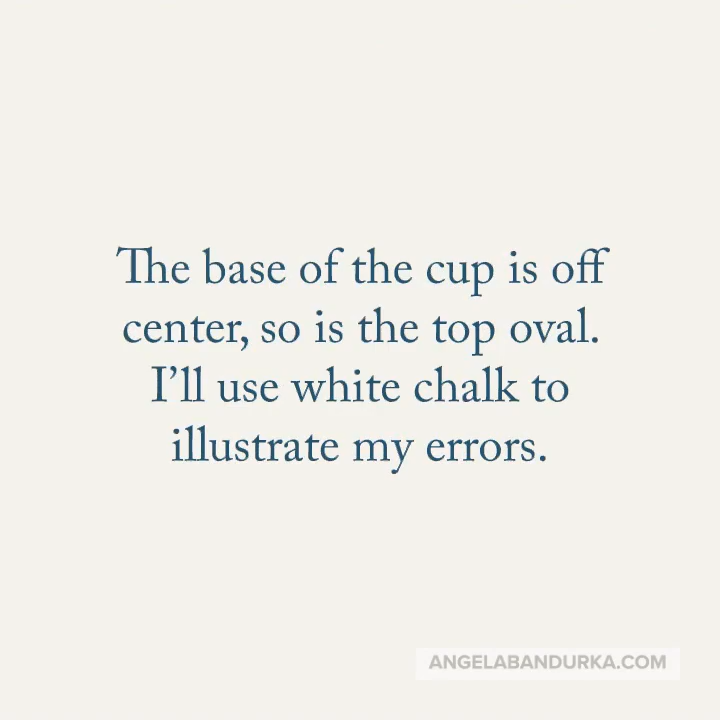 The base of the cup is off
center, so is the top oval.
I’ll use white chalk to
illustrate my errors.
ANGELABANDURKA.COM